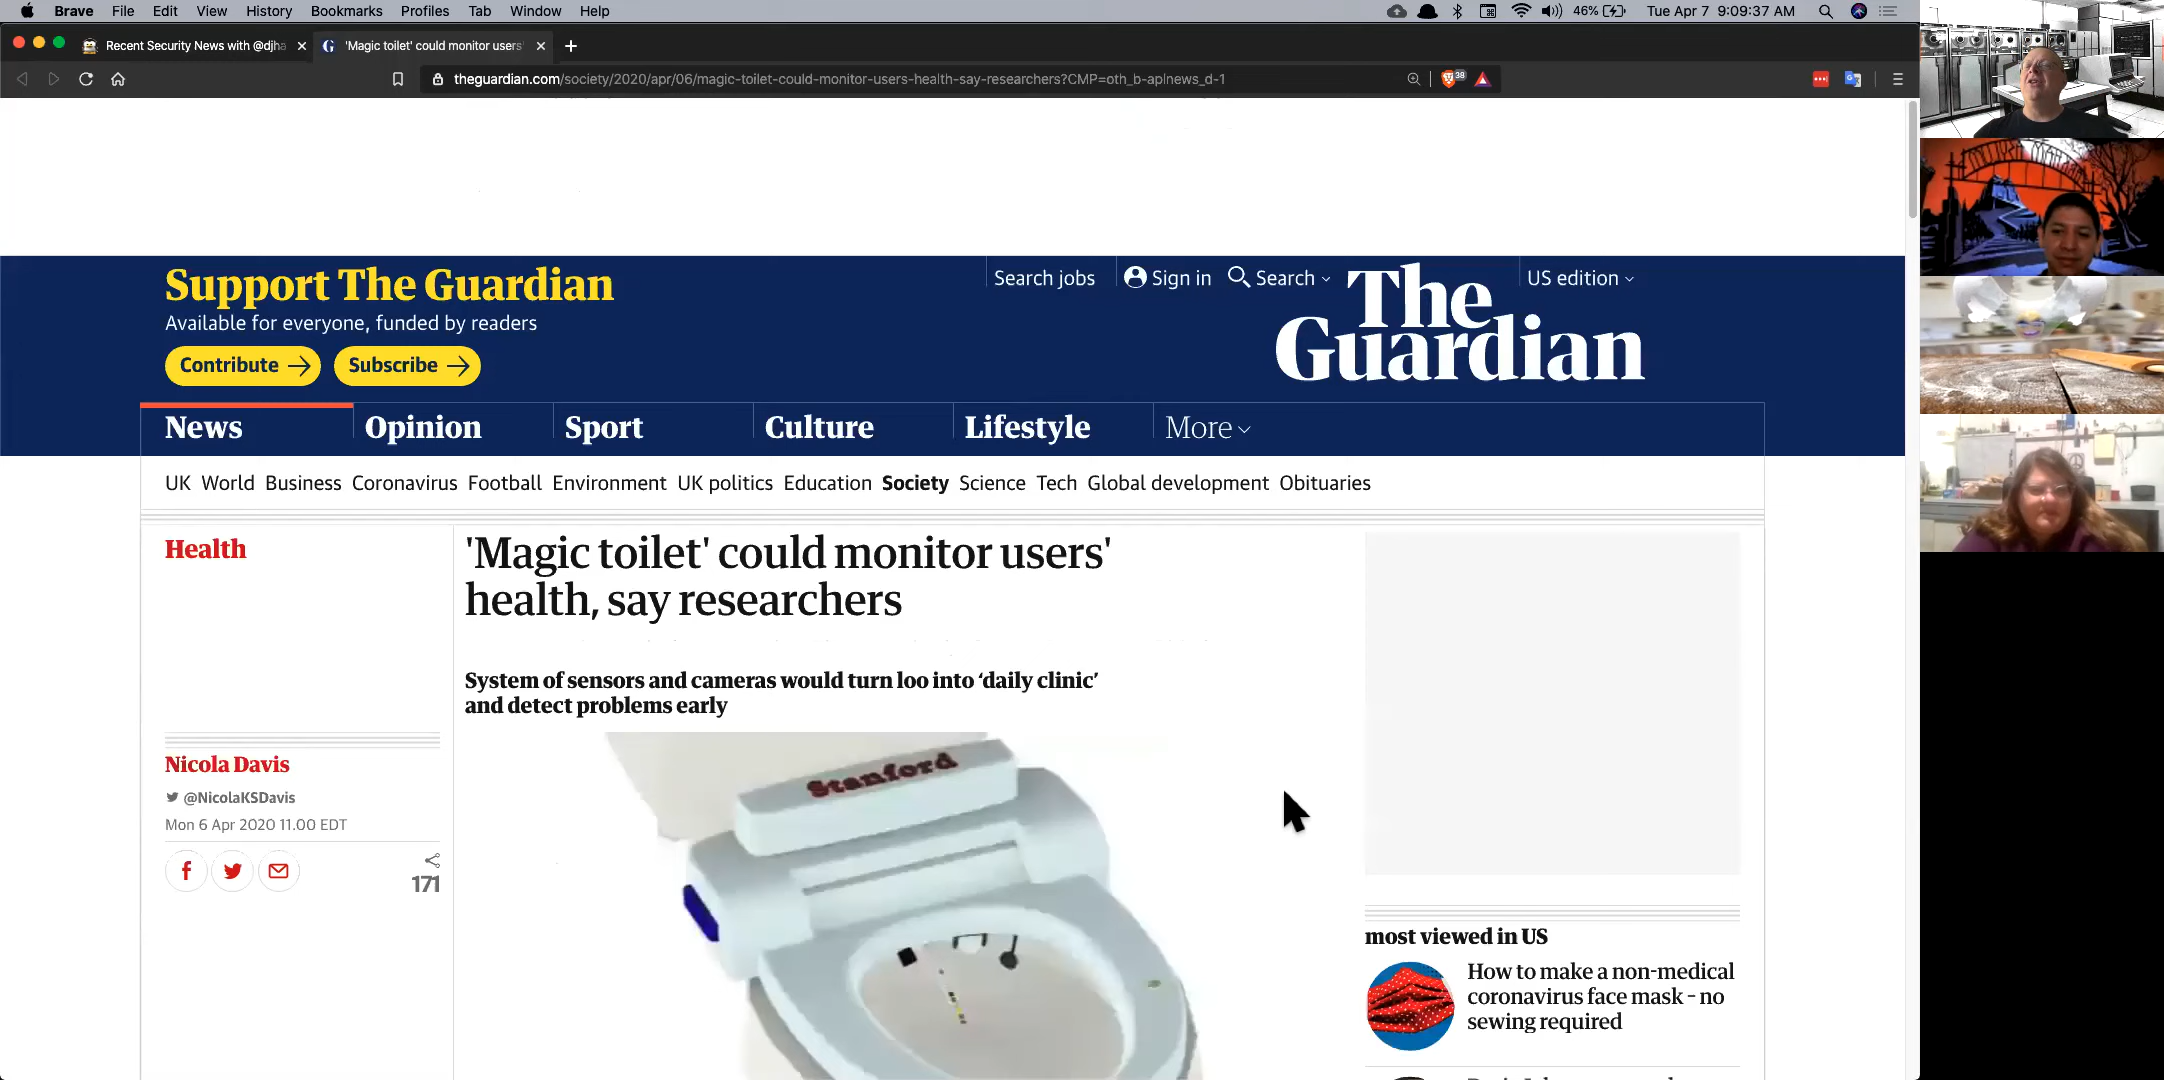 Brave File Edit View History Bookmarks Profiles Tab Window Help
46% Tue Apr 7 9:09:37 AM
Recent Security News with @djha
'Magic toilet' could monitor users'
theguardian.com/society/2020/apr/06/magic-toilet-could-monitor-users-health-say-researchers?CMP=oth_b-aplnews_d-1
38
Support The Guardian
Available for everyone, funded by readers
Contribute
Subscribe
Search jobs
Sign in
Search
US edition
The
Guardian
News
Opinion
Sport
Culture
Lifestyle
More
UK World Business Coronavirus Football Environment UK politics Education Society Science Tech Global development Obituaries
Health
'Magic toilet' could monitor users'
health, say researchers
System of sensors and cameras would turn loo into ‘daily clinic’
and detect problems early
Nicola Davis
@NicolaKSDavis
Mon 6 Apr 2020 11.00 EDT
171
Stanford
most viewed in US
How to make a non-medical
coronavirus face mask – no
sewing required